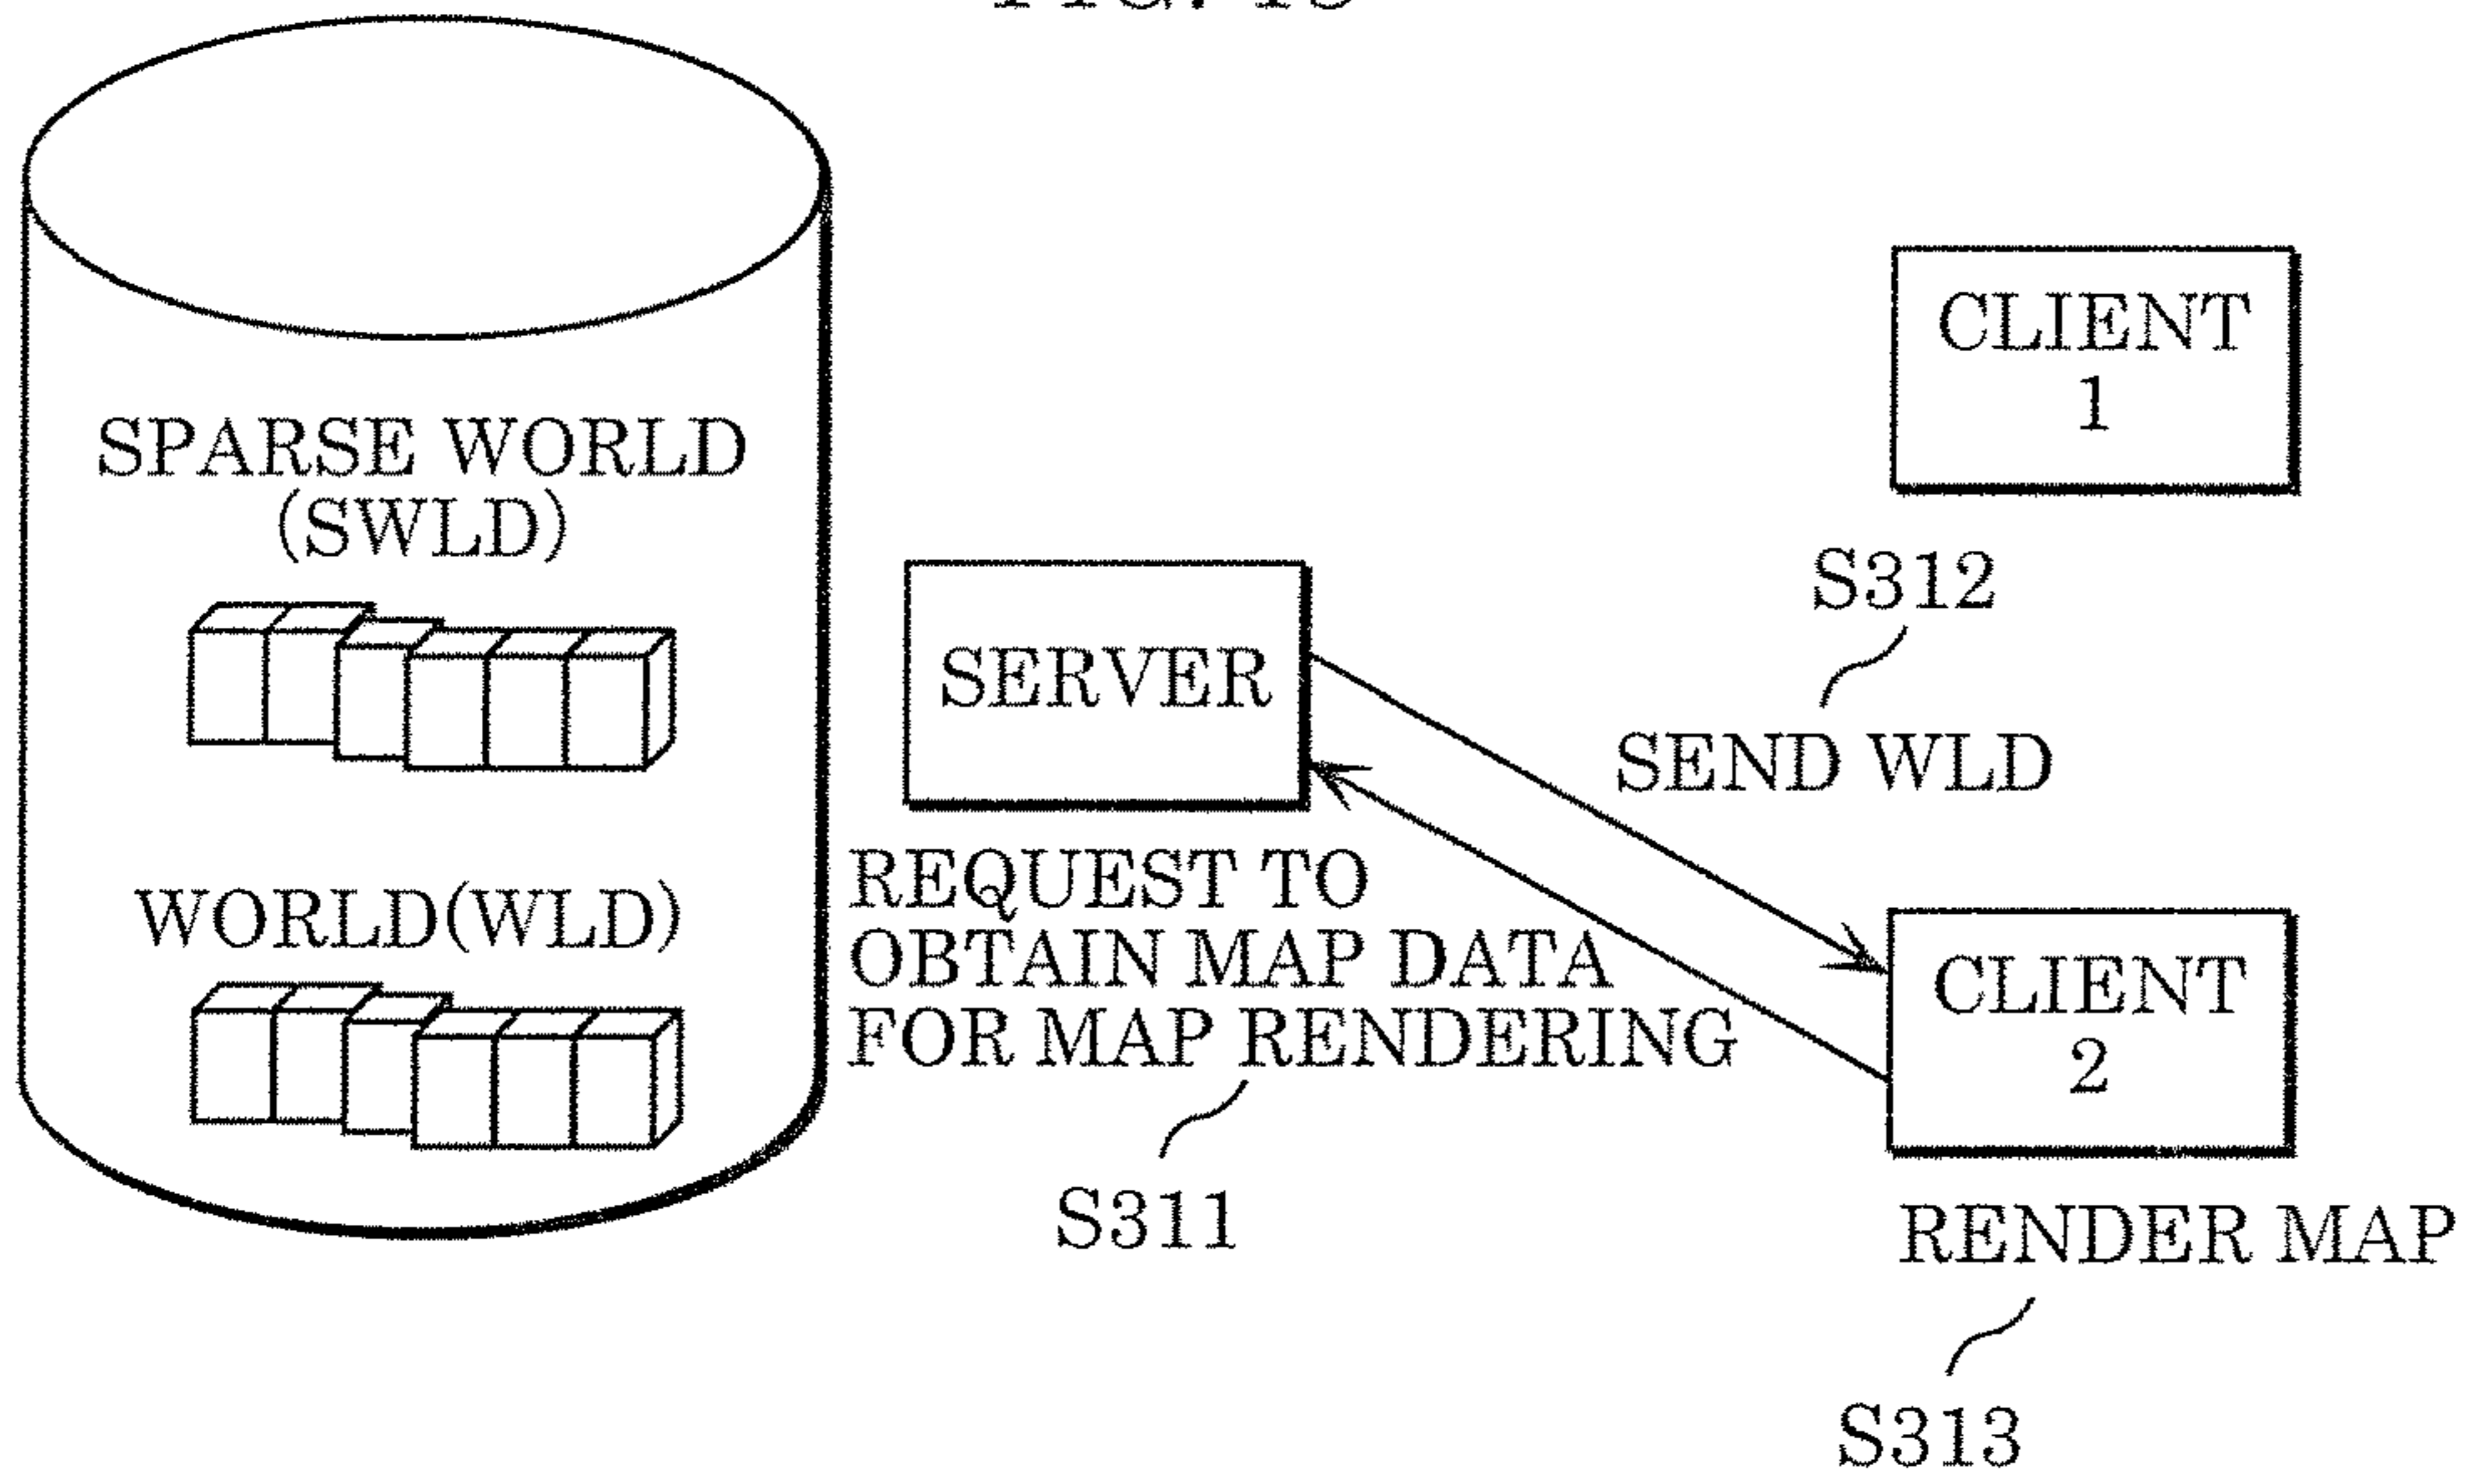 SPARSE WORLD
(SWLD)
WORLD(WLD)
SERVER
REQUEST TO
OBTAIN MAP DATA
FOR MAP RENDERING
S311
CLIENT
1
S312
SEND WLD
CLIENT
2
RENDER MAP
S313